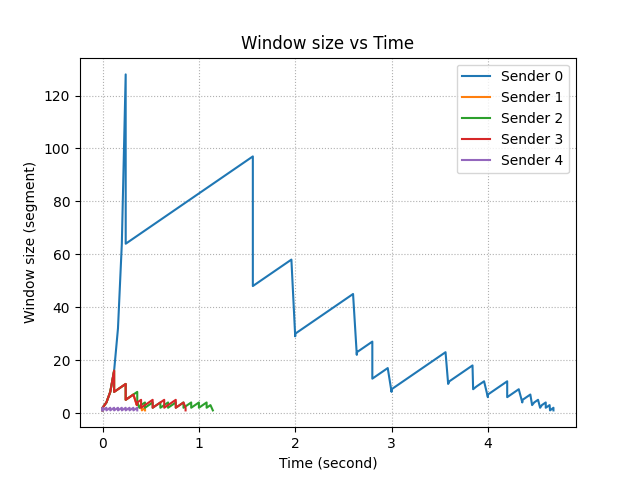 Window size vs Time
Sender 0
Sender 1
Sender 2
Sender 3
Sender 4
Window size (segment)
120
100
80
60
40
20
0
0 1 2 3 4
Time (second)